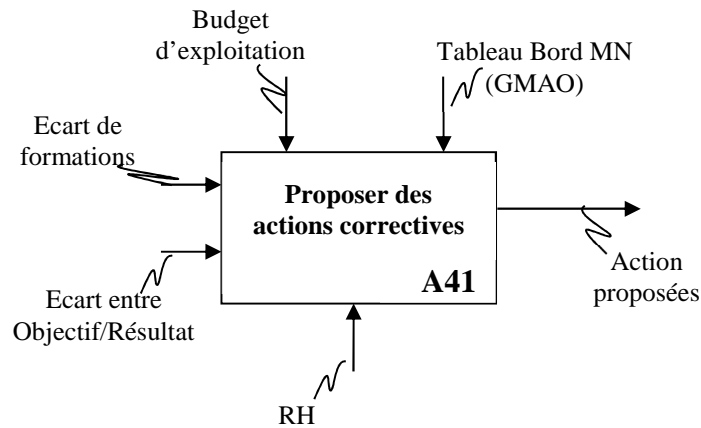 Budget
d’exploitation
Tableau Bord MN
(GMAO)
Ecart de
formations
Proposer des
actions correctives
A41
Ecart entre
Objectif/Résultat
Action
proposées
RH